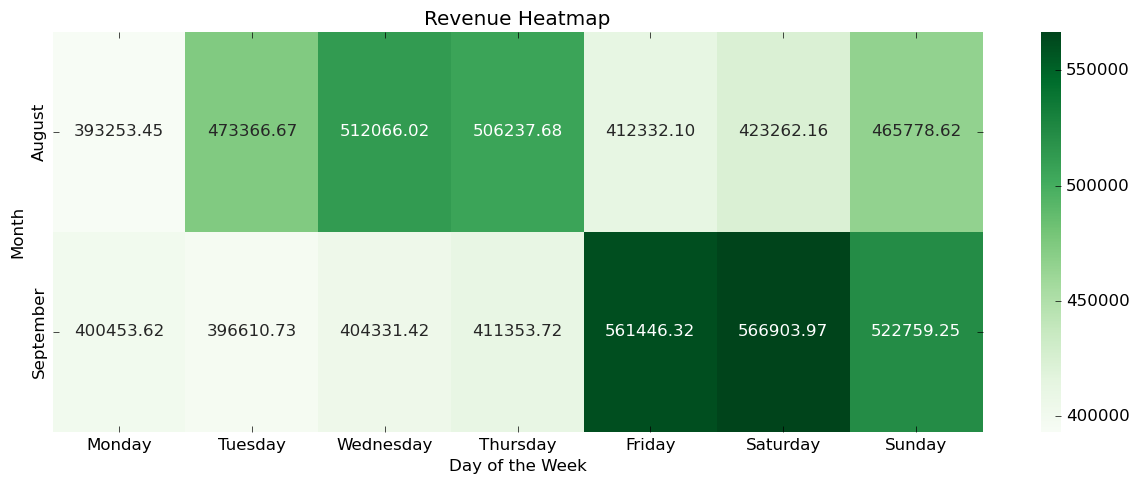 Revenue Heatmap
550000
August
393253.45 473366.67 512066.02 506237.68 412332.10 423262.16 465778.62
500000
Month
450000
September
400453.62 396610.73 404331.42 411353.72 561446.32 566903.97 522759.25
400000
Monday Tuesday Wednesday Thursday Friday Saturday Sunday
Day of the Week